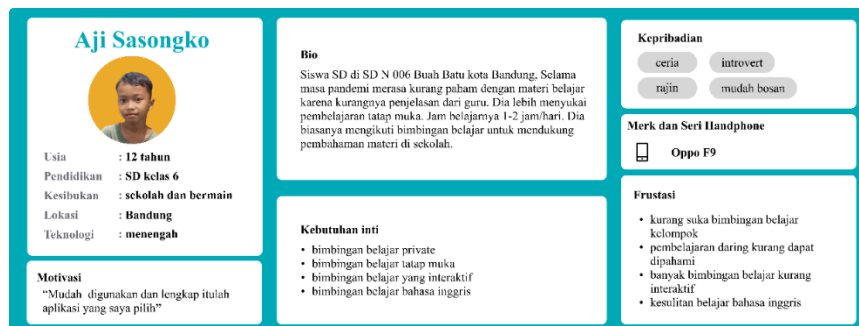 Aji Sasongko
Usia : 12 tahun
Pendidikan : SD kelas 6
Kesibukan : sekolah dan bermain
Lokasi : Bandung
Teknologi : menengah
Motivasi
“Mudah digunakan dan lengkap itulah
aplikasi yang saya pilih”
Bio
Siswa SD di SD N 006 Buah Batu kota Bandung, Selama
masa pandemi merasa kurang paham dengan materi belajar
karena kurangnya penjelasan dari guru. Dia lebih menyukai
pembelajaran tatap muka. Jam belajarnya 1-2 jam/hari. Dia
biasanya mengikuti bimbingan belajar untuk mendukung
pembahaman materi di sekolah.
Kebutuhan inti
• bimbingan belajar private
• bimbingan belajar tatap muka
• bimbingan belajar yang interaktif
• bimbingan belajar bahasa inggris
Kepribadian
ceria introvert
rajin mudah bosan
Merk dan Seri Handphone
Oppo F9
Frustasi
• kurang suka bimbingan belajar
kelompok
• pembelajaran daring kurang dapat
dipahami
• banyak bimbingan belajar kurang
interaktif
• kesulitan belajar bahasa inggris